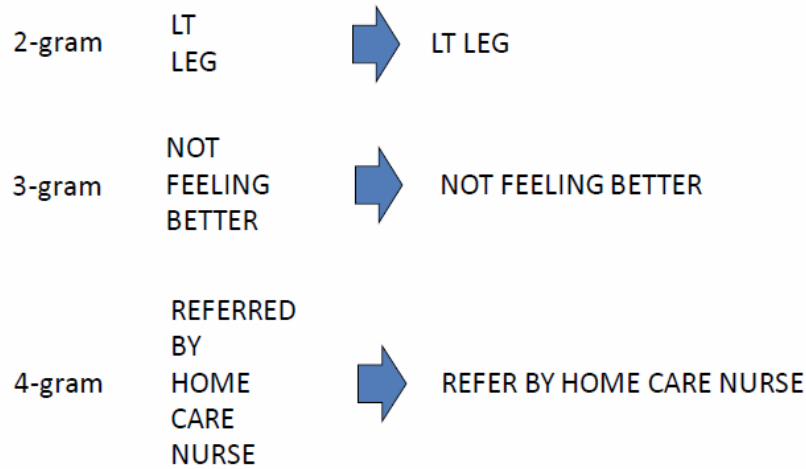 2-gram
LT
LEG
LT LEG
3-gram
NOT
FEELING
BETTER
NOT FEELING BETTER
4-gram
REFERRED
BY
HOME
CARE
NURSE
REFER BY HOME CARE NURSE